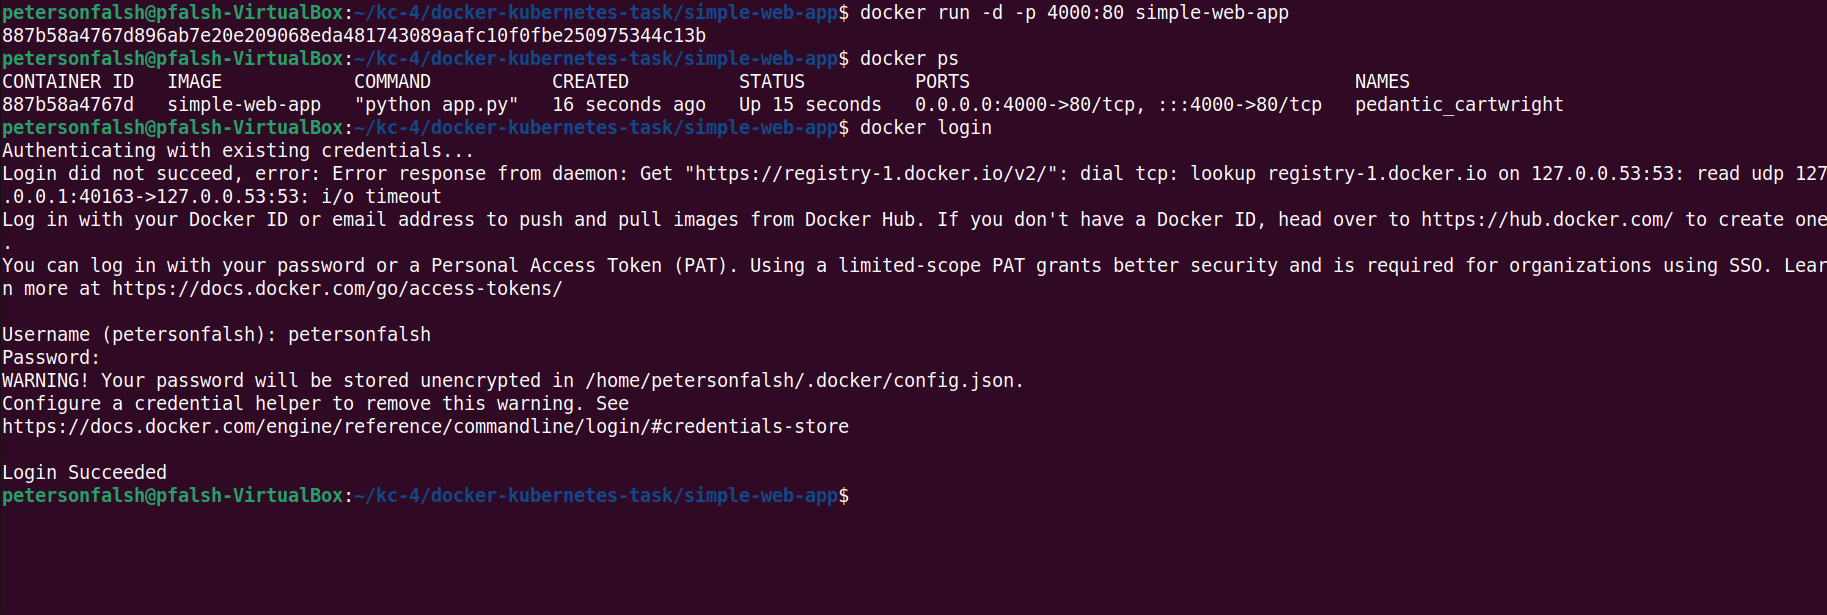 petersonfalsh@pfalsh-VirtualBox:~/kc-4/docker-kubernetes-task/simple-web-app$ docker run -d -p 4000:80 simple-web-app
887b58a4767d896ab7e20e209068eda481743089aafc10f0fbe250975344c13b
petersonfalsh@pfalsh-VirtualBox:~/kc-4/docker-kubernetes-task/simple-web-app$ docker ps
CONTAINER ID   IMAGE            COMMAND           CREATED          STATUS          PORTS                                   NAMES
887b58a4767d   simple-web-app   "python app.py"   16 seconds ago   Up 15 seconds   0.0.0.0:4000->80/tcp, :::4000->80/tcp   pedantic_cartwright
petersonfalsh@pfalsh-VirtualBox:~/kc-4/docker-kubernetes-task/simple-web-app$ docker login
Authenticating with existing credentials...
Login did not succeed, error: Error response from daemon: Get "https://registry-1.docker.io/v2/": dial tcp: lookup registry-1.docker.io on 127.0.0.53:53: read udp 127
.0.0.1:40163->127.0.0.53:53: i/o timeout
Log in with your Docker ID or email address to push and pull images from Docker Hub. If you don't have a Docker ID, head over to https://hub.docker.com/ to create one
.
You can log in with your password or a Personal Access Token (PAT). Using a limited-scope PAT grants better security and is required for organizations using SSO. Lear
n more at https://docs.docker.com/go/access-tokens/

Username (petersonfalsh): petersonfalsh
Password:
WARNING! Your password will be stored unencrypted in /home/petersonfalsh/.docker/config.json.
Configure a credential helper to remove this warning. See
https://docs.docker.com/engine/reference/commandline/login/#credentials-store

Login Succeeded
petersonfalsh@pfalsh-VirtualBox:~/kc-4/docker-kubernetes-task/simple-web-app$